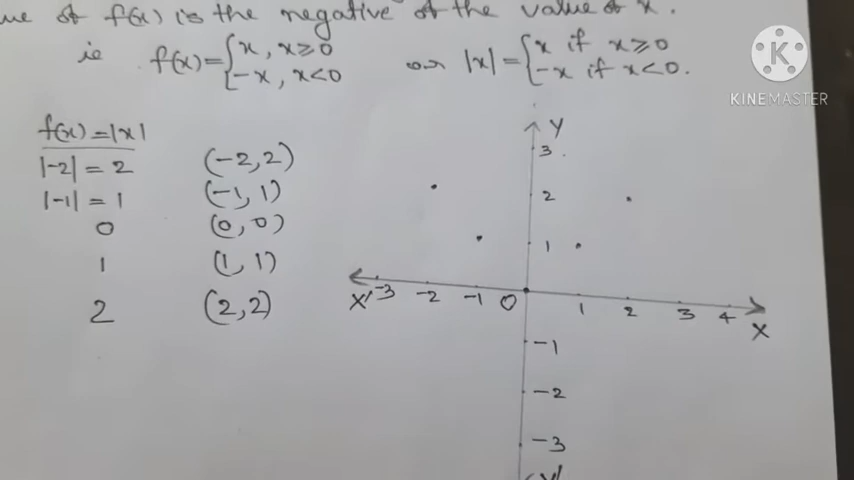 of f(x) is the negative of the value of x.
ie f(x) = { x, x≥0
-x, x<0
or |x| = { x if x≥0
-x if x<0.
KINEMASTER
f(x) = |x|
|-2| = 2 (-2, 2)
|-1| = 1 (-1, 1)
0 (0, 0)
1 (1, 1)
2 (2, 2)
Y
3
2
1
X' -3 -2 -1 O 1 2 3 4 X
-1
-2
-3
Y'